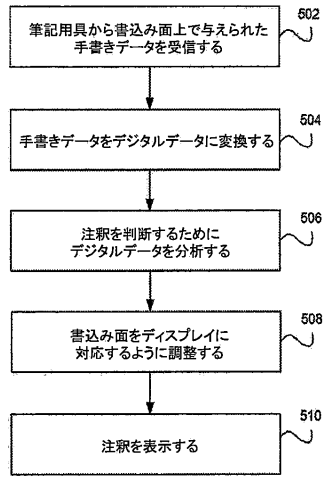 筆記用具から書込み面上で与えられた
手書きデータを受信する
502
手書きデータをデジタルデータに変換する
504
注釈を判断するために
デジタルデータを分析する
506
書込み面をディスプレイに
対応するように調整する
508
注釈を表示する
510